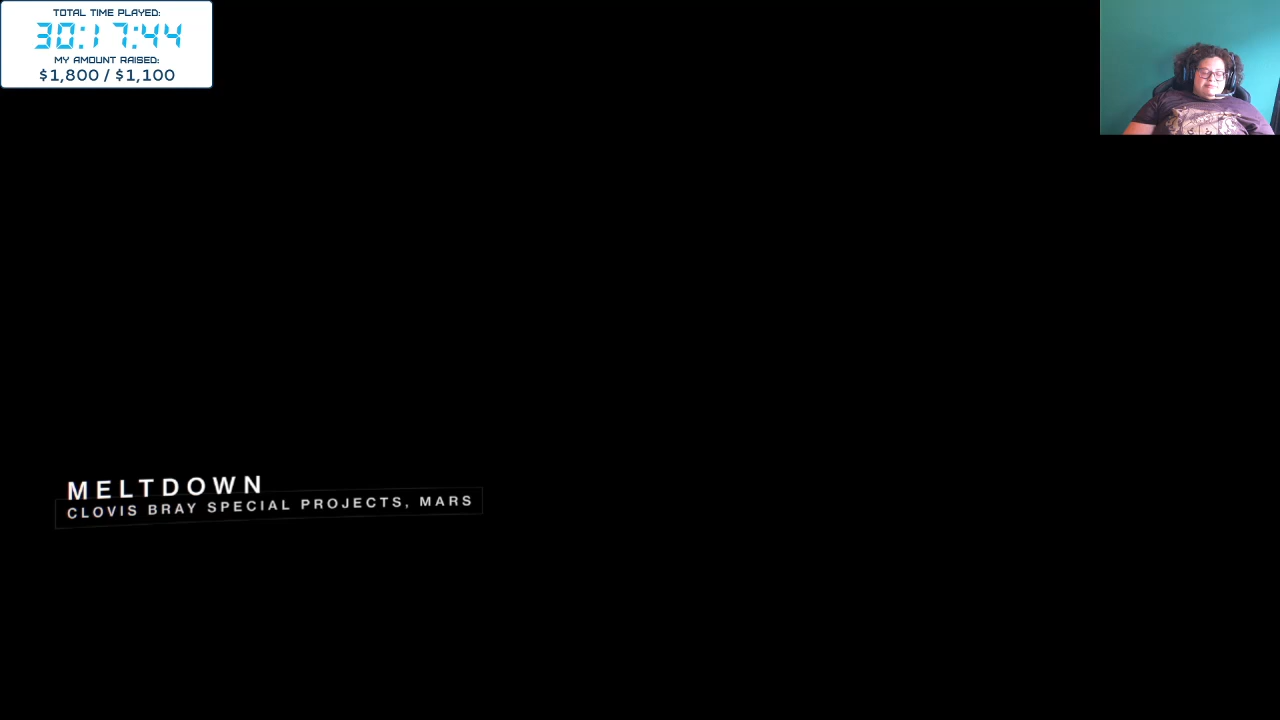 TOTAL TIME PLAYED:
30:17:44
MY AMOUNT RAISED:
$1,800 / $1,100
MELTDOWN
CLOVIS BRAY SPECIAL PROJECTS, MARS